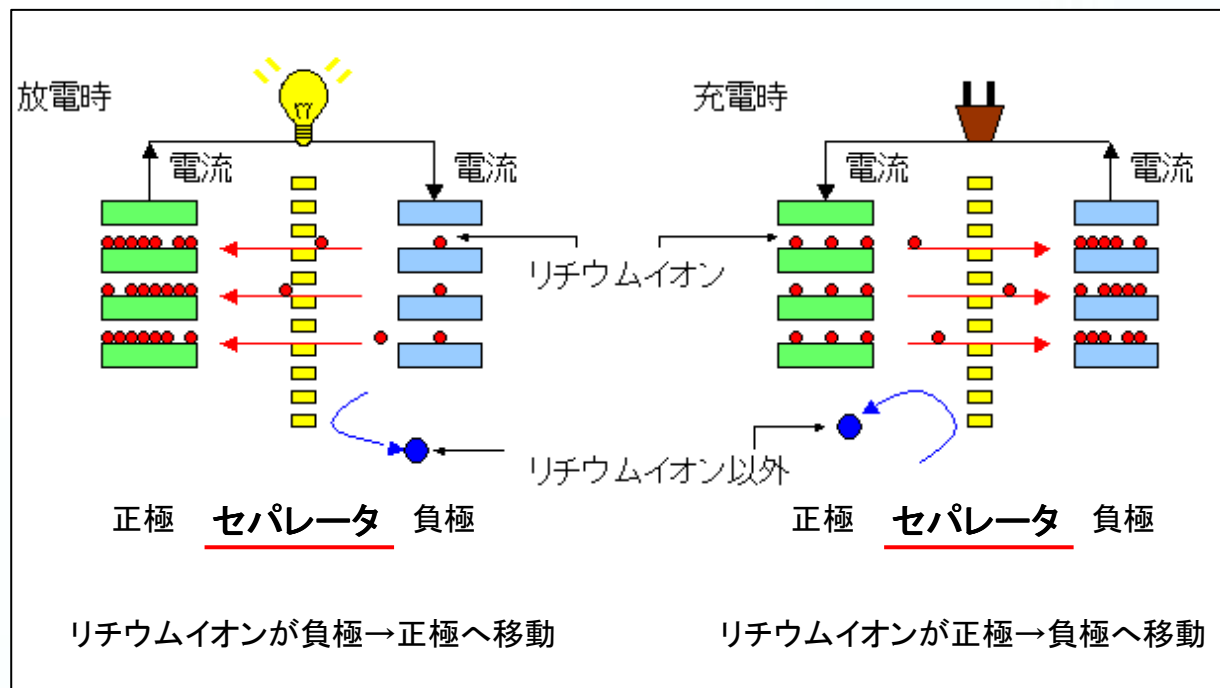 放電時
充電時
電流
電流
電流
電流
リチウムイオン
リチウムイオン以外
正極 セパレータ 負極
正極 セパレータ 負極
リチウムイオンが負極→正極へ移動
リチウムイオンが正極→負極へ移動